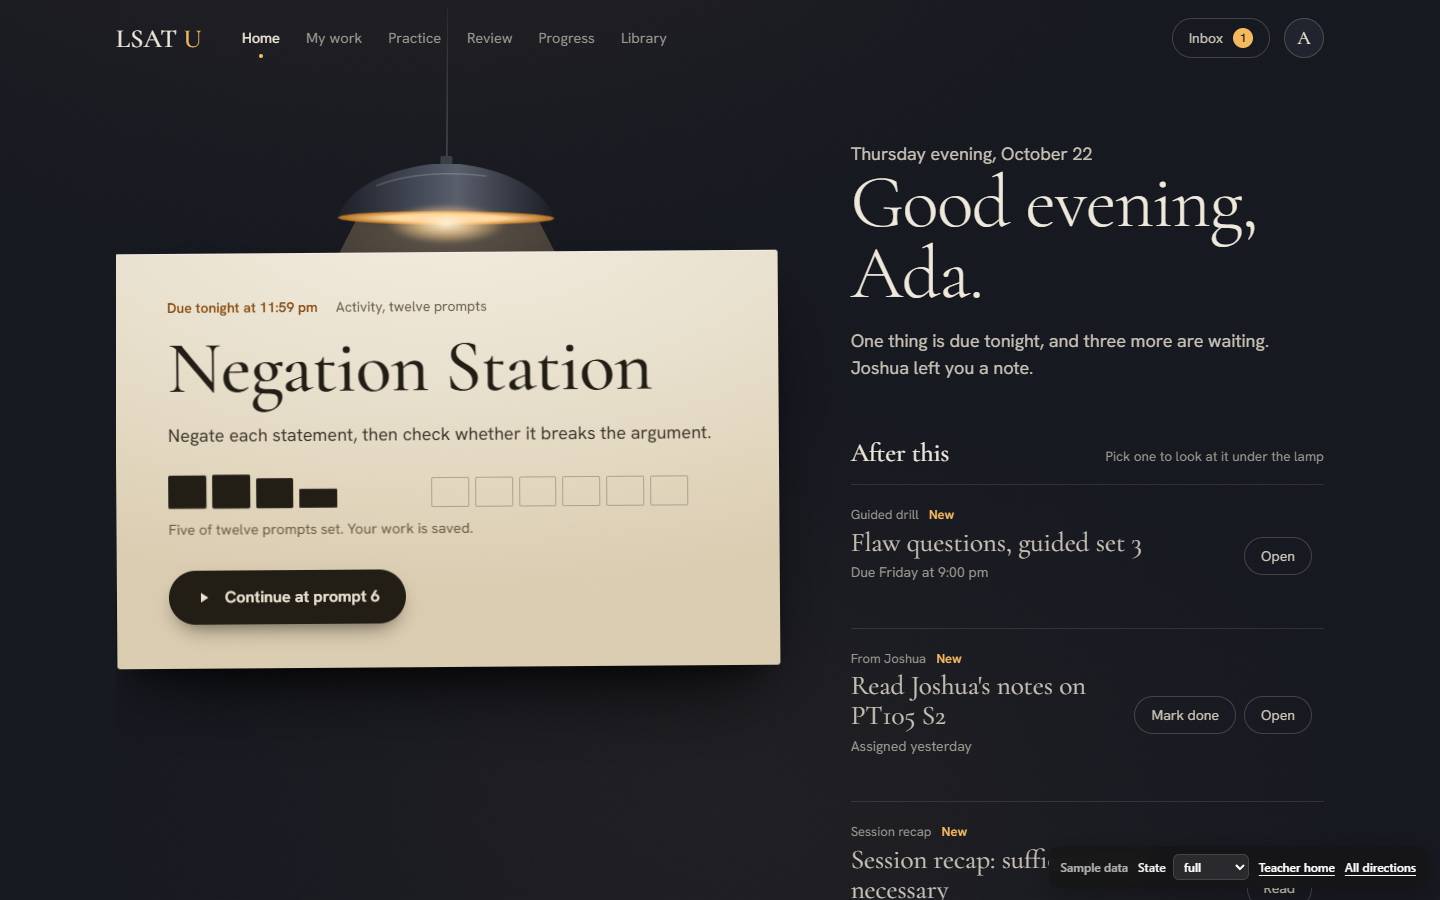 LSAT U Home My work Practice Review Progress Library Inbox 1 A
Due tonight at 11:59 pm Activity, twelve prompts
Negation Station
Negate each statement, then check whether it breaks the argument.
Five of twelve prompts set. Your work is saved.
Continue at prompt 6
Thursday evening, October 22
Good evening,
Ada.
One thing is due tonight, and three more are waiting.
Joshua left you a note.
After this Pick one to look at it under the lamp
Guided drill New
Flaw questions, guided set 3
Due Friday at 9:00 pm
Open
From Joshua New
Read Joshua's notes on
PT105 S2
Assigned yesterday
Mark done Open
Session recap New
Session recap:
necessary
Read
Sample data State full Teacher home All directions